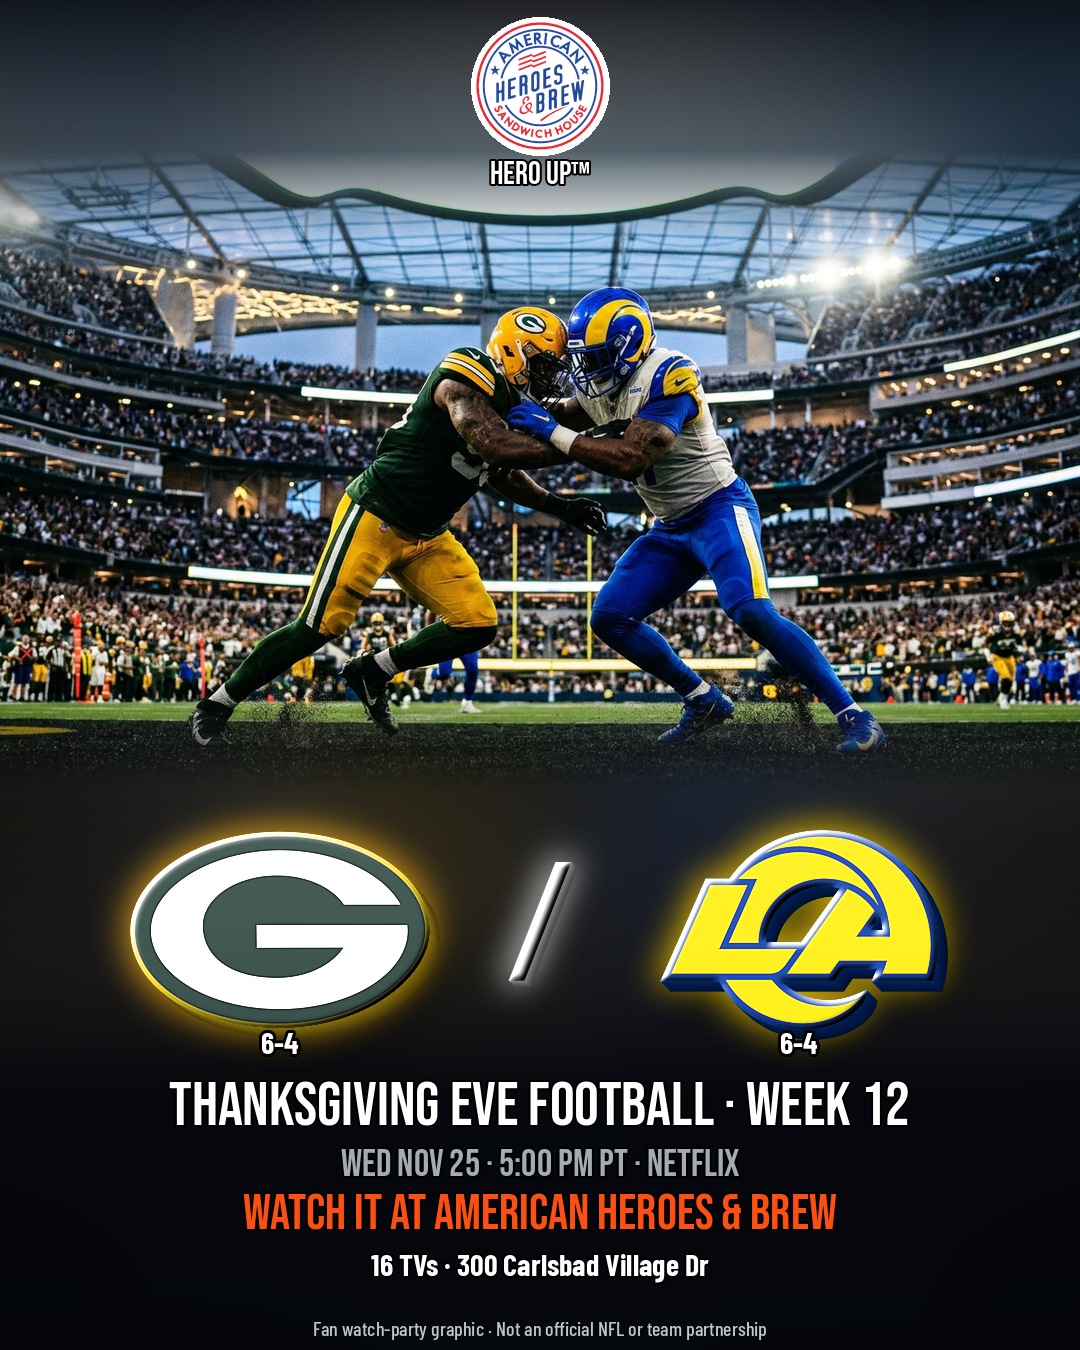 AMERICAN
HEROES
& BREW
SANDWICH HOUSE
HERO UP™
G
G
/
LA
6-4
6-4
THANKSGIVING EVE FOOTBALL · WEEK 12
WED NOV 25 · 5:00 PM PT · NETFLIX
WATCH IT AT AMERICAN HEROES & BREW
16 TVs · 300 Carlsbad Village Dr
Fan watch-party graphic · Not an official NFL or team partnership